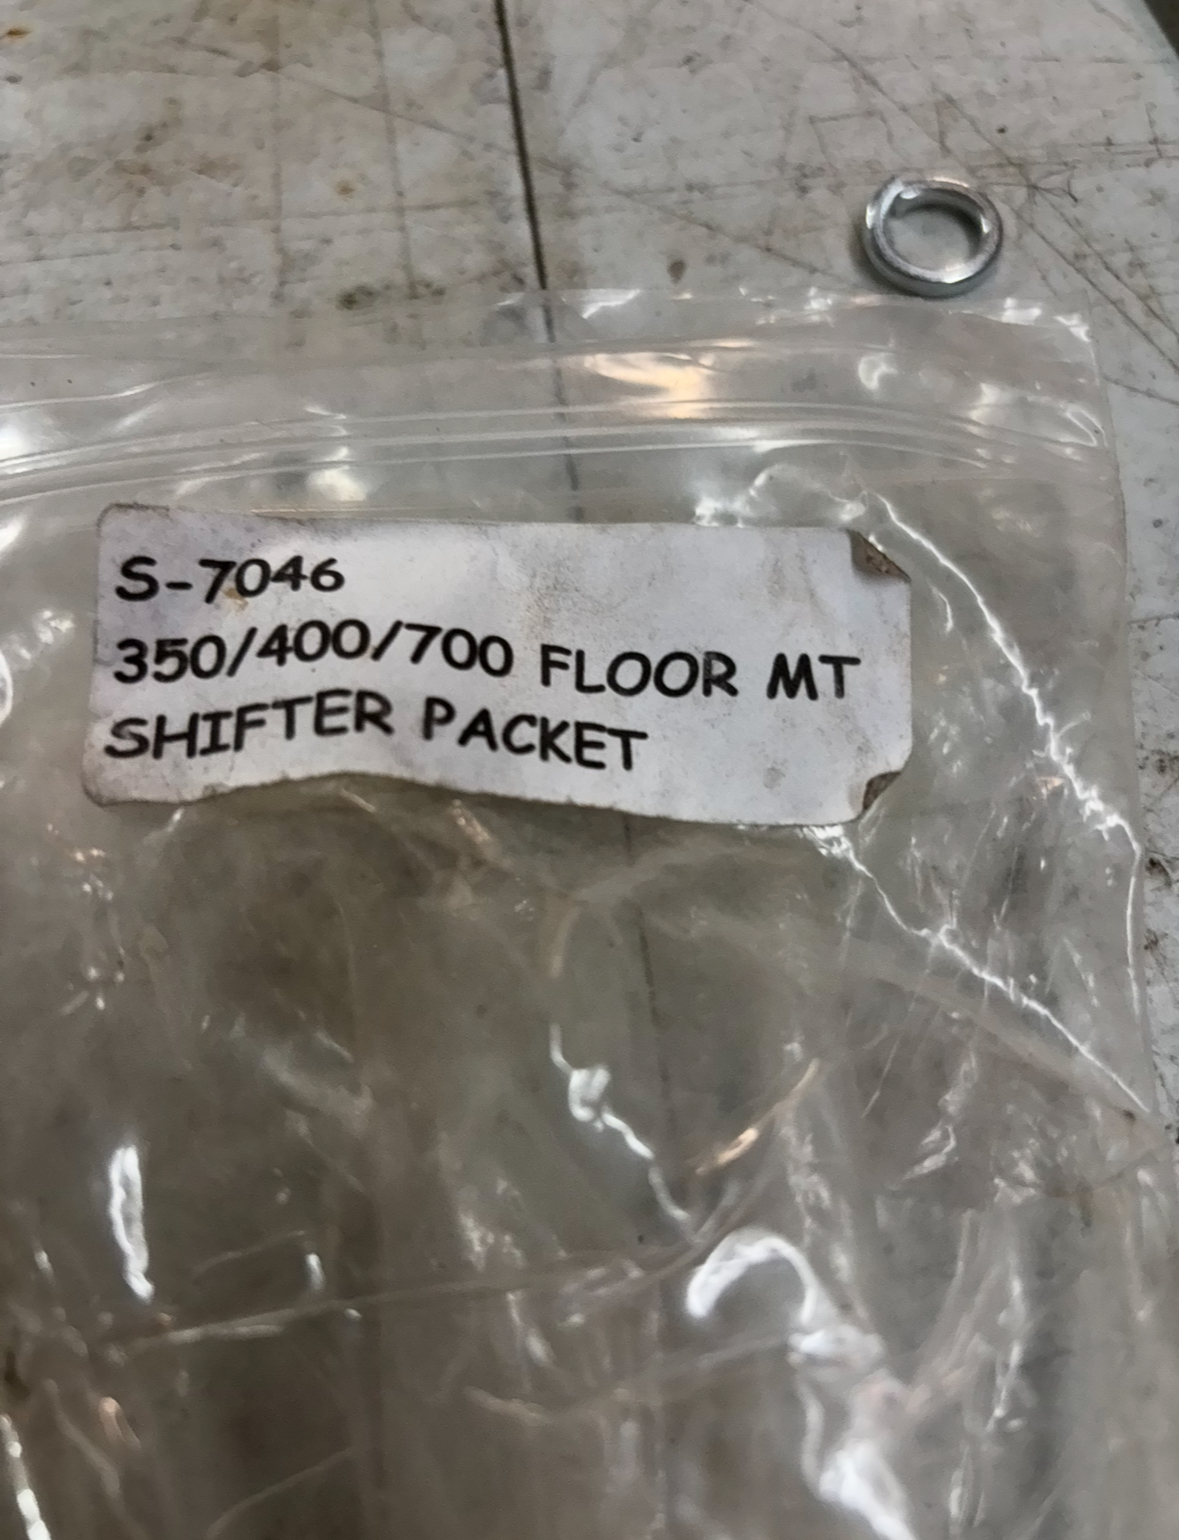 S-7046
350/400/700 FLOOR MT
SHIFTER PACKET